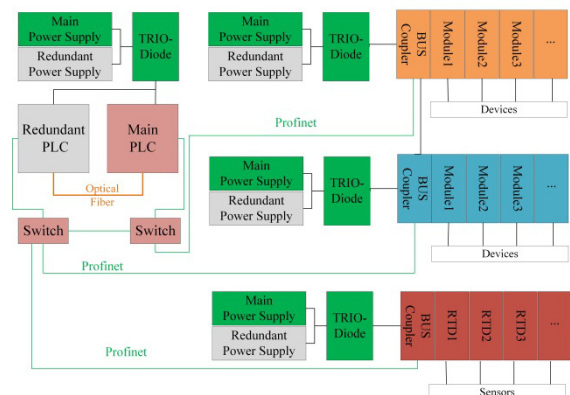 Main
Power Supply
Redundant
Power Supply
TRIO-
Diode
Main
Power Supply
Redundant
Power Supply
TRIO-
Diode
BUS
Coupler
Module1
Module2
Module3
...
Devices
Redundant
PLC
Main
PLC
Profinet
Optical
Fiber
Main
Power Supply
Redundant
Power Supply
TRIO-
Diode
BUS
Coupler
Module1
Module2
Module3
...
Devices
Switch
Switch
Profinet
Main
Power Supply
Redundant
Power Supply
TRIO-
Diode
BUS
Coupler
RTD1
RTD2
RTD3
...
Profinet
Sensors